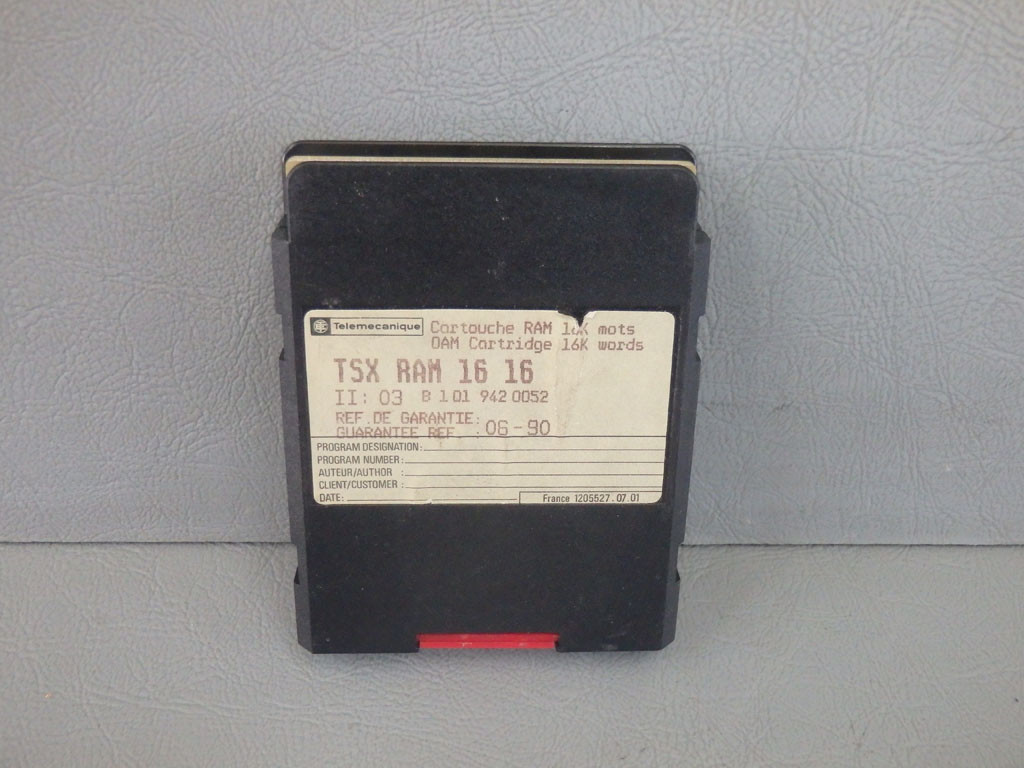 Telemecanique Cartouche RAM 16K mots
OAM Cartridge 16K words
TSX RAM 16 16
II: 03 B 1 01 942 0052
REF.DE GARANTIE:
GUARANTEE REF. : 06-90
PROGRAM DESIGNATION:
PROGRAM NUMBER:
AUTEUR/AUTHOR :
CLIENT/CUSTOMER :
DATE:
France 1205527.07.01